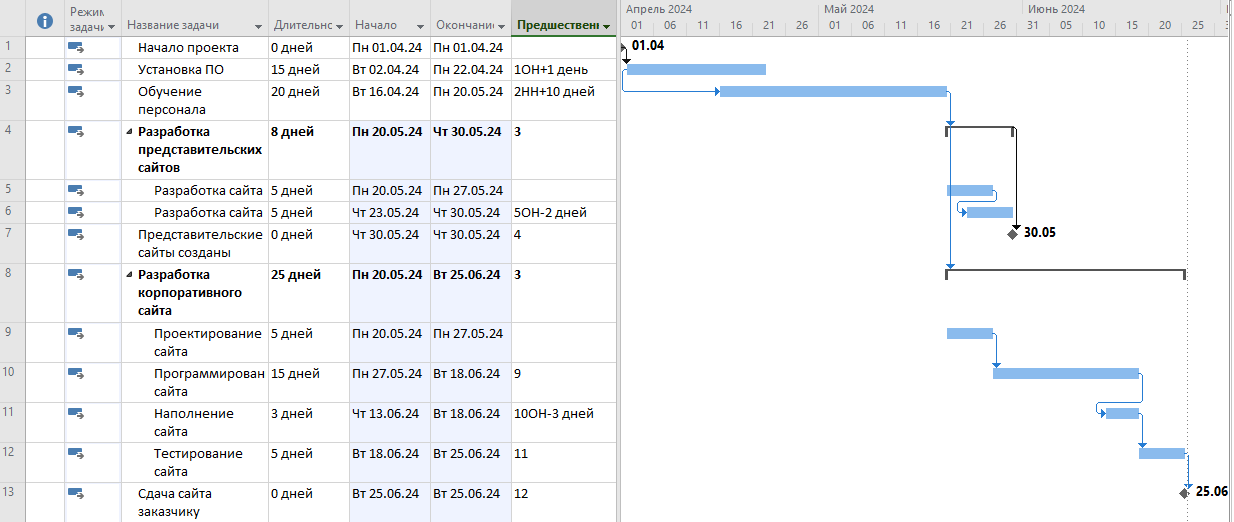 Режим задачи Название задачи Длительно Начало Окончани Предшествен
Апрель 2024 Май 2024 Июнь 2024
01 06 11 16 21 26 01 06 11 16 21 26 31 05 10 15 20 25
1 Начало проекта 0 дней Пн 01.04.24 Пн 01.04.24 01.04
2 Установка ПО 15 дней Вт 02.04.24 Пн 22.04.24 1ОН+1 день
3 Обучение 20 дней Вт 16.04.24 Пн 20.05.24 2НН+10 дней
персонала
4 Разработка 8 дней Пн 20.05.24 Чт 30.05.24 3
представительских
сайтов
5 Разработка сайта 5 дней Пн 20.05.24 Пн 27.05.24
6 Разработка сайта 5 дней Чт 23.05.24 Чт 30.05.24 5ОН-2 дней
7 Представительские 0 дней Чт 30.05.24 Чт 30.05.24 4 30.05
сайты созданы
8 Разработка 25 дней Пн 20.05.24 Вт 25.06.24 3
корпоративного
сайта
9 Проектирование 5 дней Пн 20.05.24 Пн 27.05.24
сайта
10 Программирован 15 дней Пн 27.05.24 Вт 18.06.24 9
сайта
11 Наполнение 3 дней Чт 13.06.24 Вт 18.06.24 10ОН-3 дней
сайта
12 Тестирование 5 дней Вт 18.06.24 Вт 25.06.24 11
сайта
13 Сдача сайта 0 дней Вт 25.06.24 Вт 25.06.24 12 25.06
заказчику